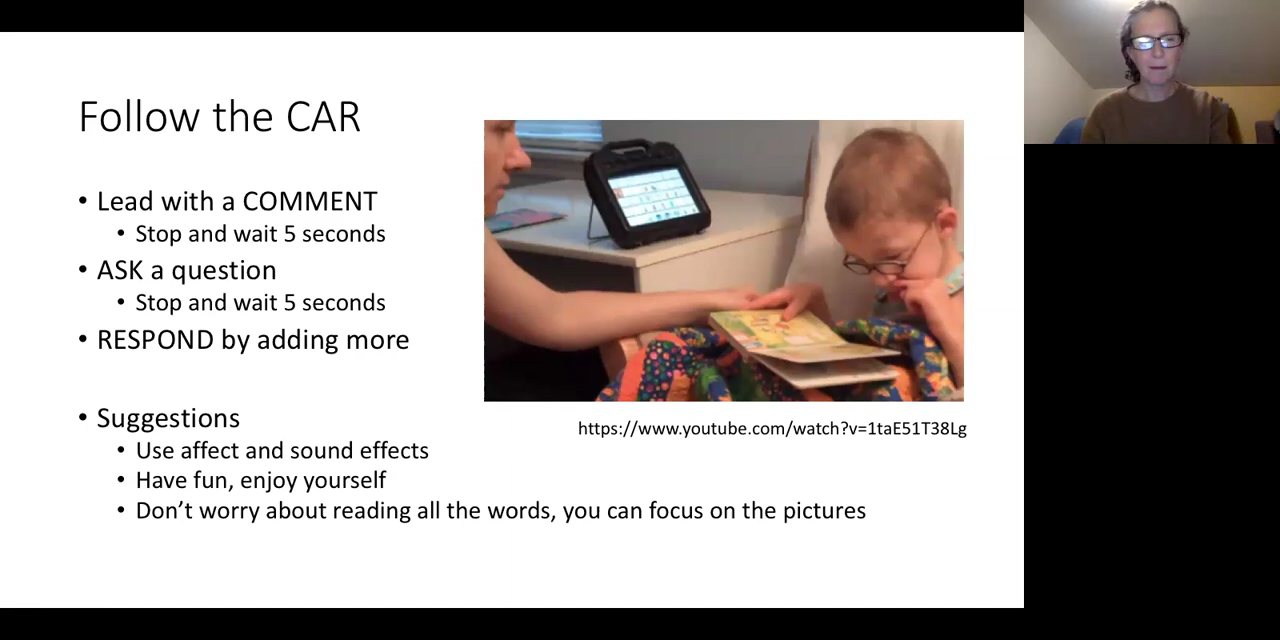 Follow the CAR
• Lead with a COMMENT
• Stop and wait 5 seconds
• ASK a question
• Stop and wait 5 seconds
• RESPOND by adding more
• Suggestions
• Use affect and sound effects
• Have fun, enjoy yourself
• Don’t worry about reading all the words, you can focus on the pictures
https://www.youtube.com/watch?v=1taE51T38Lg